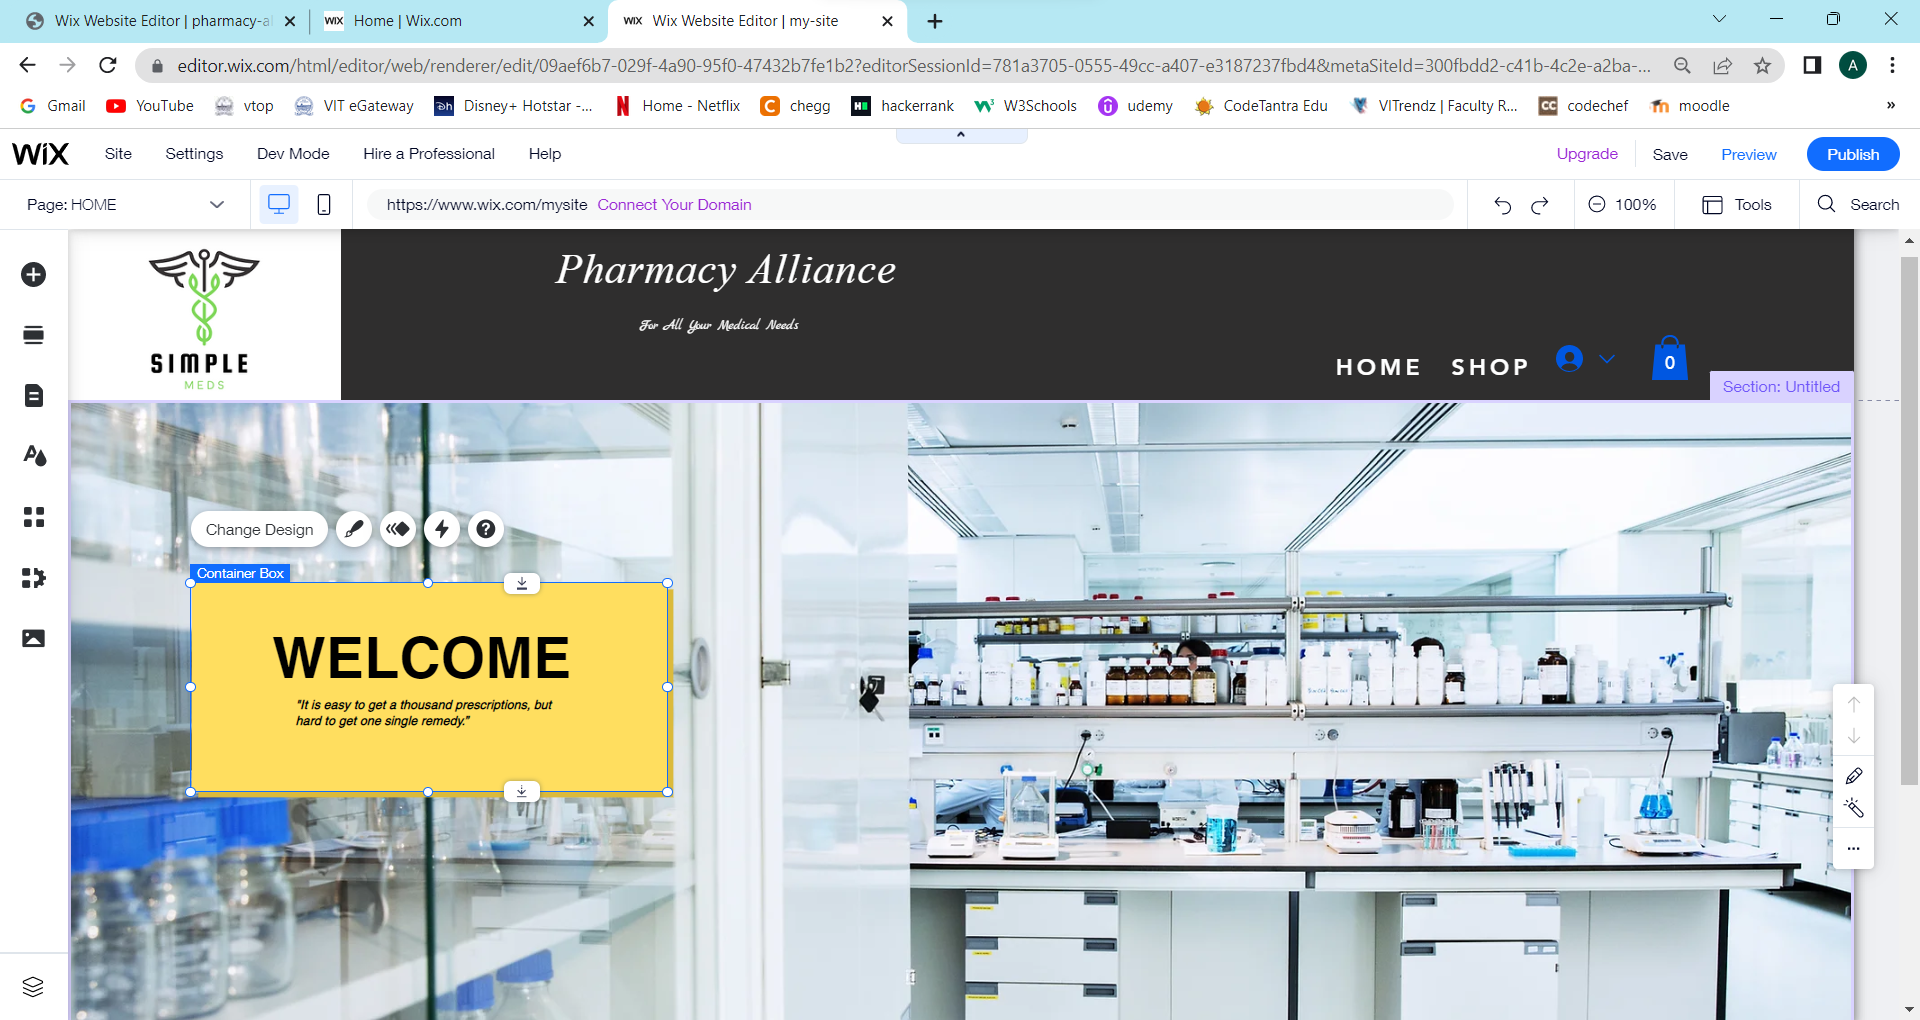 Wix Website Editor | pharmacy-al
Home | Wix.com
WIX
Wix Website Editor | my-site
WIX
editor.wix.com/html/editor/web/renderer/edit/09aef6b7-029f-4a90-95f0-47432b7fe1b2?editorSessionId=781a3705-0555-49cc-a407-e3187237fbd4&metaSiteId=300fbdd2-c41b-4c2e-a2ba-...
A
Gmail
YouTube
vtop
VIT eGateway
Disney+ Hotstar -...
Home - Netflix
chegg
hackerrank
W3Schools
udemy
CodeTantra Edu
VITrendz | Faculty R...
codechef
moodle
»
WIX
Site
Settings
Dev Mode
Hire a Professional
Help
Upgrade
Save
Preview
Publish
Page: HOME
https://www.wix.com/mysite Connect Your Domain
100%
Tools
Search
SIMPLE
MEDS
Pharmacy Alliance
For All Your Medical Needs
HOME
SHOP
0
Section: Untitled
Change Design
Container Box
WELCOME
"It is easy to get a thousand prescriptions, but
hard to get one single remedy."